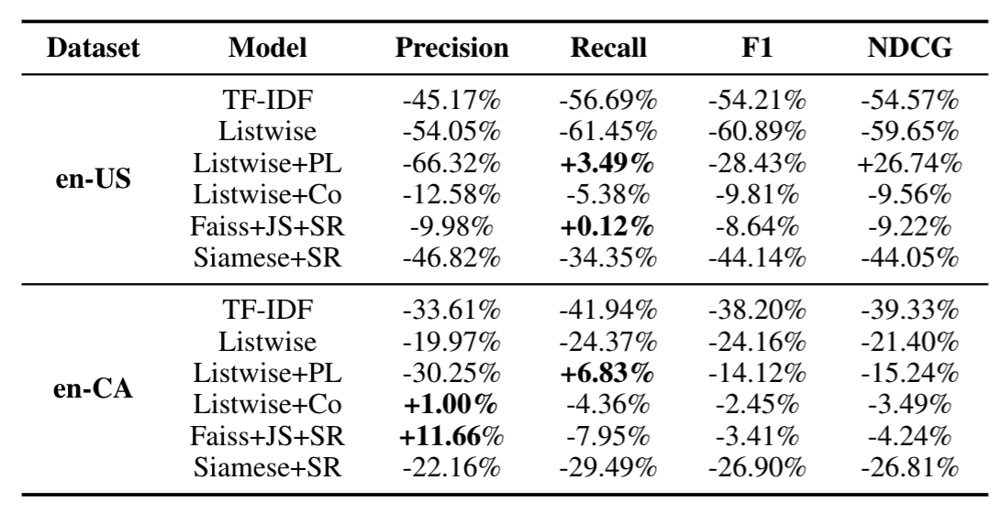 Dataset Model Precision Recall F1 NDCG
TF-IDF -45.17% -56.69% -54.21% -54.57%
Listwise -54.05% -61.45% -60.89% -59.65%
en-US Listwise+PL -66.32% +3.49% -28.43% +26.74%
Listwise+Co -12.58% -5.38% -9.81% -9.56%
Faiss+JS+SR -9.98% +0.12% -8.64% -9.22%
Siamese+SR -46.82% -34.35% -44.14% -44.05%
TF-IDF -33.61% -41.94% -38.20% -39.33%
Listwise -19.97% -24.37% -24.16% -21.40%
en-CA Listwise+PL -30.25% +6.83% -14.12% -15.24%
Listwise+Co +1.00% -4.36% -2.45% -3.49%
Faiss+JS+SR +11.66% -7.95% -3.41% -4.24%
Siamese+SR -22.16% -29.49% -26.90% -26.81%